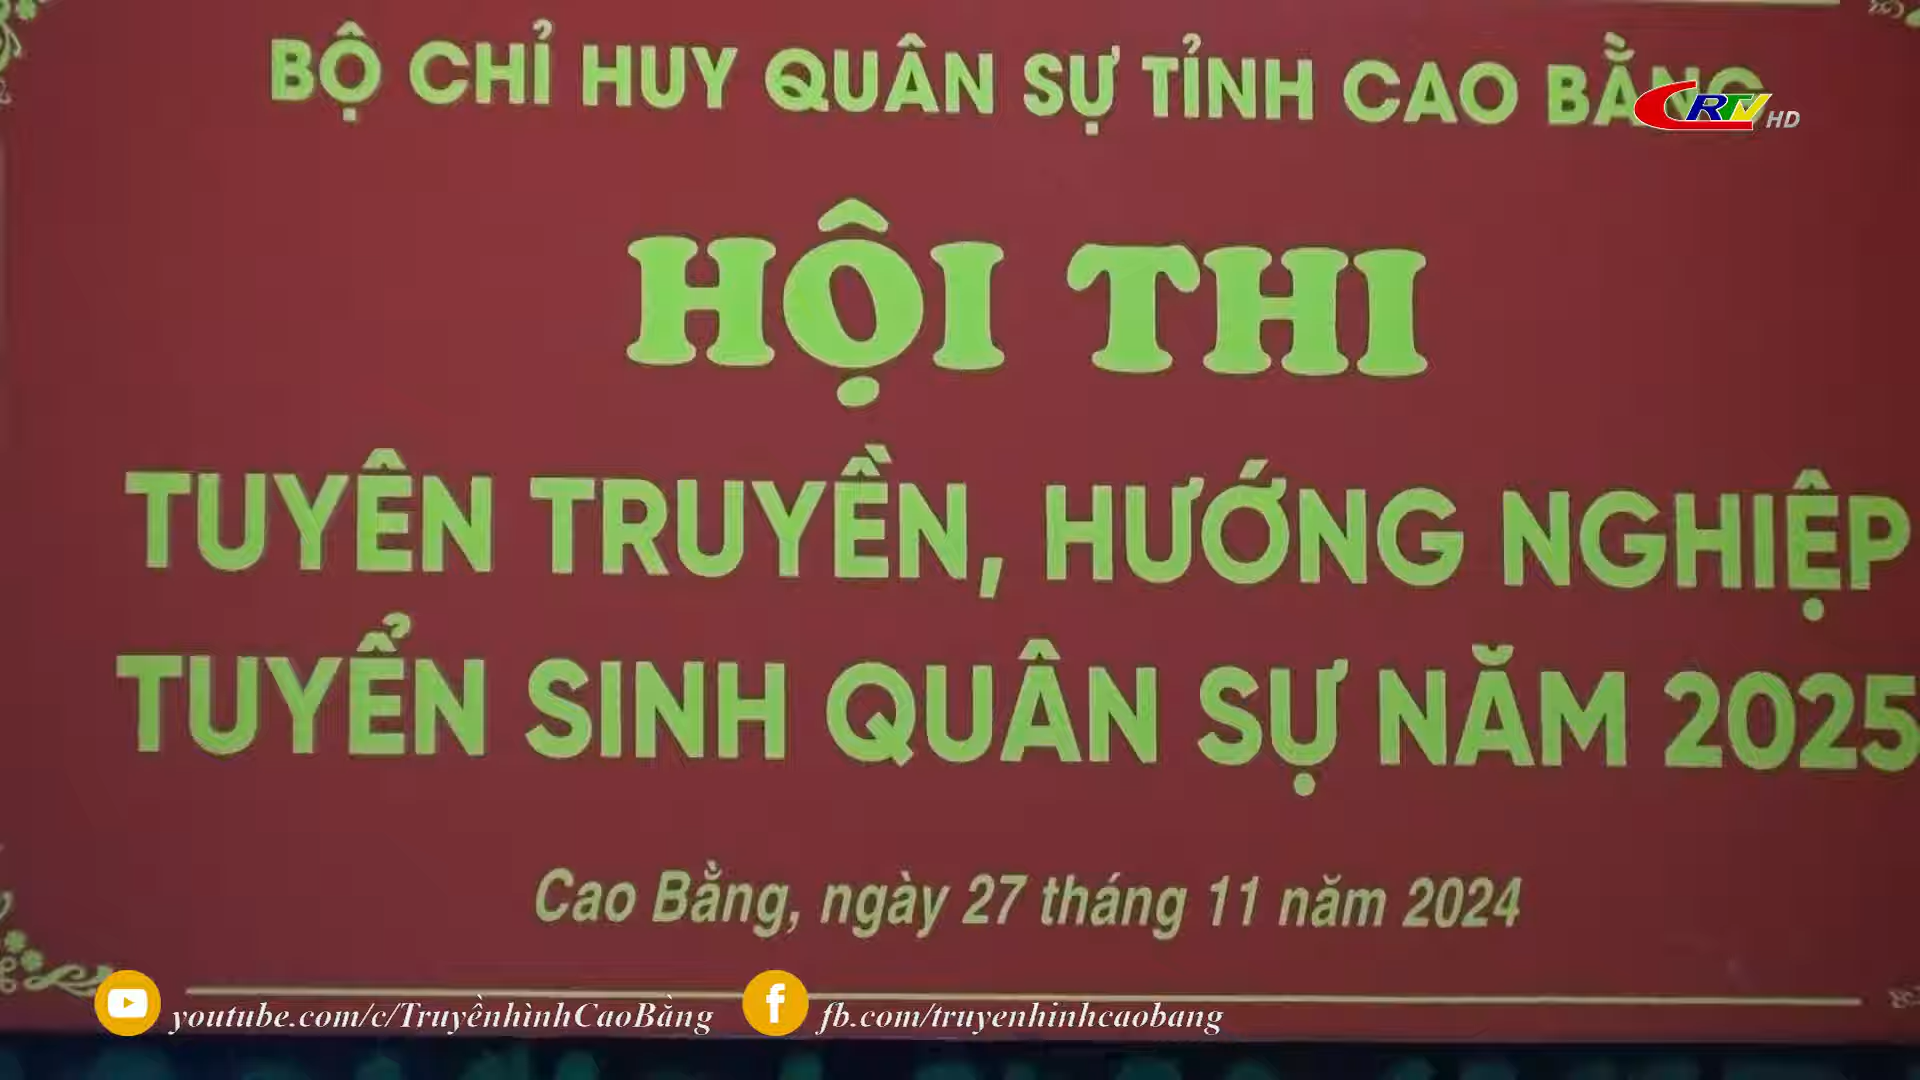 BỘ CHỈ HUY QUÂN SỰ TỈNH CAO BẰNG
CRTV HD
HỘI THI
TUYÊN TRUYỀN, HƯỚNG NGHIỆP
TUYỂN SINH QUÂN SỰ NĂM 2025
Cao Bằng, ngày 27 tháng 11 năm 2024
youtube.com/c/TruyềnhìnhCaoBằng
fb.com/truyenhinhcaobang